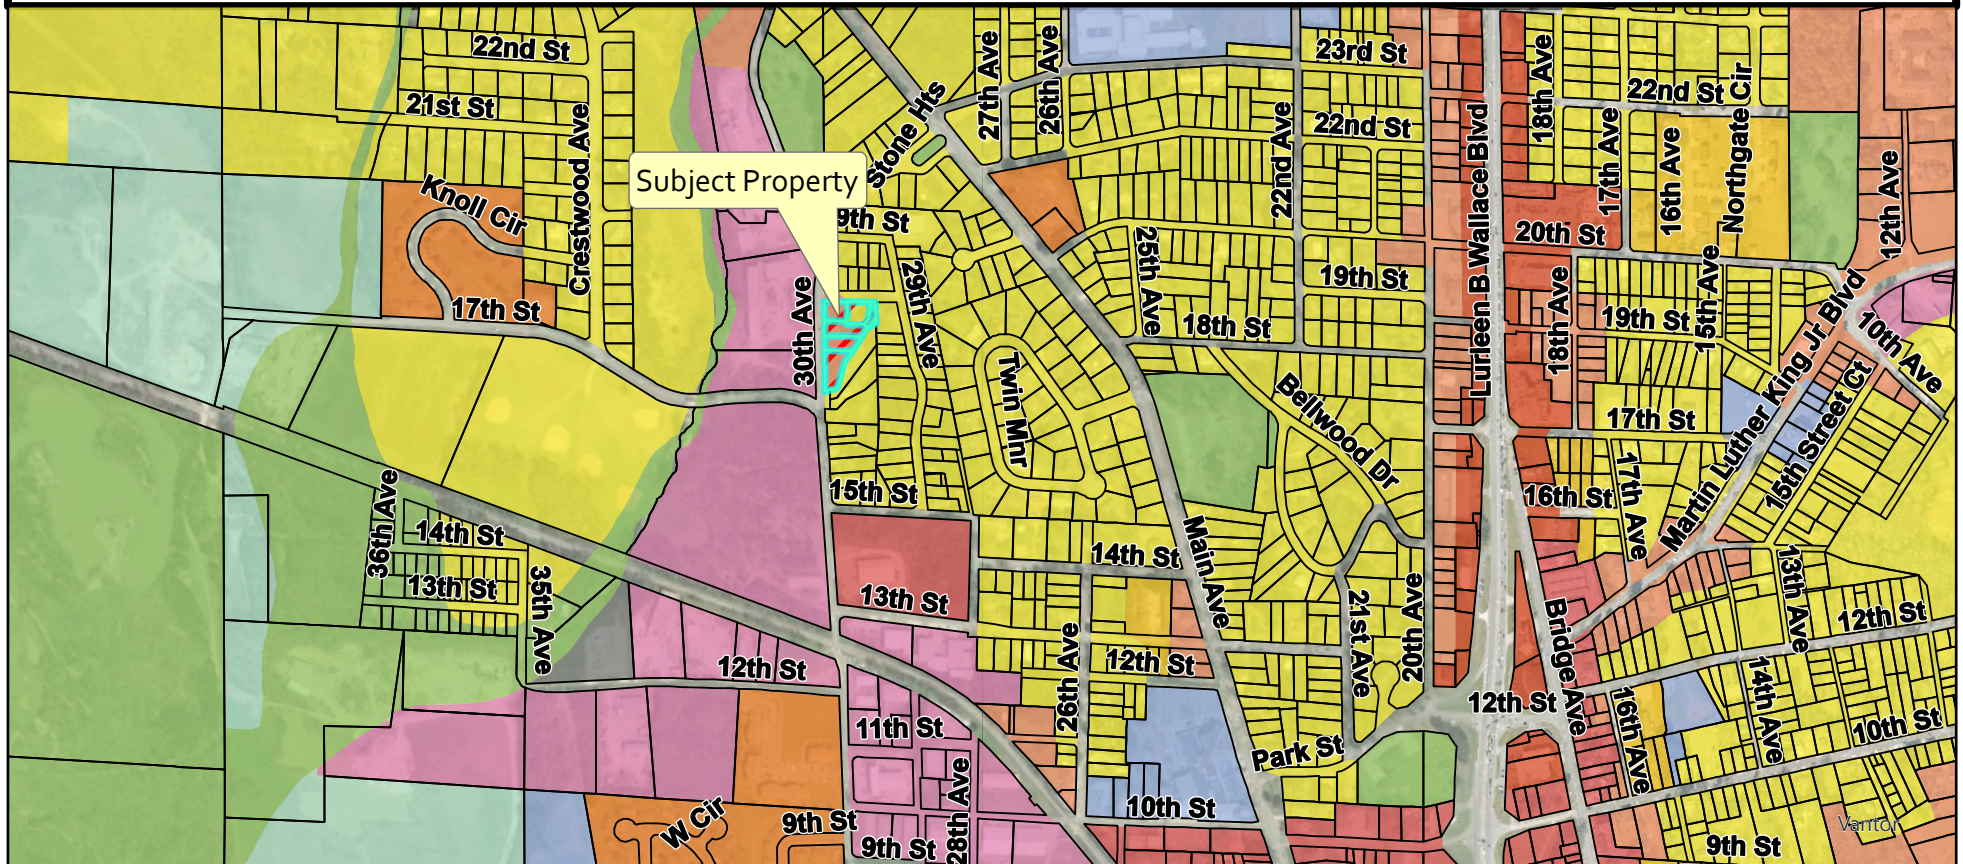 22nd St
21st St
Crestwood Ave
Knoll Cir
17th St
Subject Property
Stone Hts
27th Ave
26th Ave
23rd St
22nd St
22nd Ave
18th Ave
22nd St
Northgate Cir
17th Ave
16th Ave
12th Ave
Lurleen B Wallace Blvd
9th St
20th St
25th Ave
19th St
30th Ave
29th Ave
18th St
18th Ave
19th St
15th Ave
10th Ave
Twin Mnr
Bellwood Dr
17th St
Martin Luther King Jr Blvd
15th Street Ct
36th Ave
14th St
13th St
35th Ave
15th St
16th St
17th Ave
Main Ave
14th St
13th St
13th Ave
12th St
21st Ave
20th Ave
Bridge Ave
26th Ave
12th St
12th St
12th St
16th Ave
14th Ave
10th St
11th St
Park St
28th Ave
10th St
W Cir
9th St
9th St
9th St
Vantor